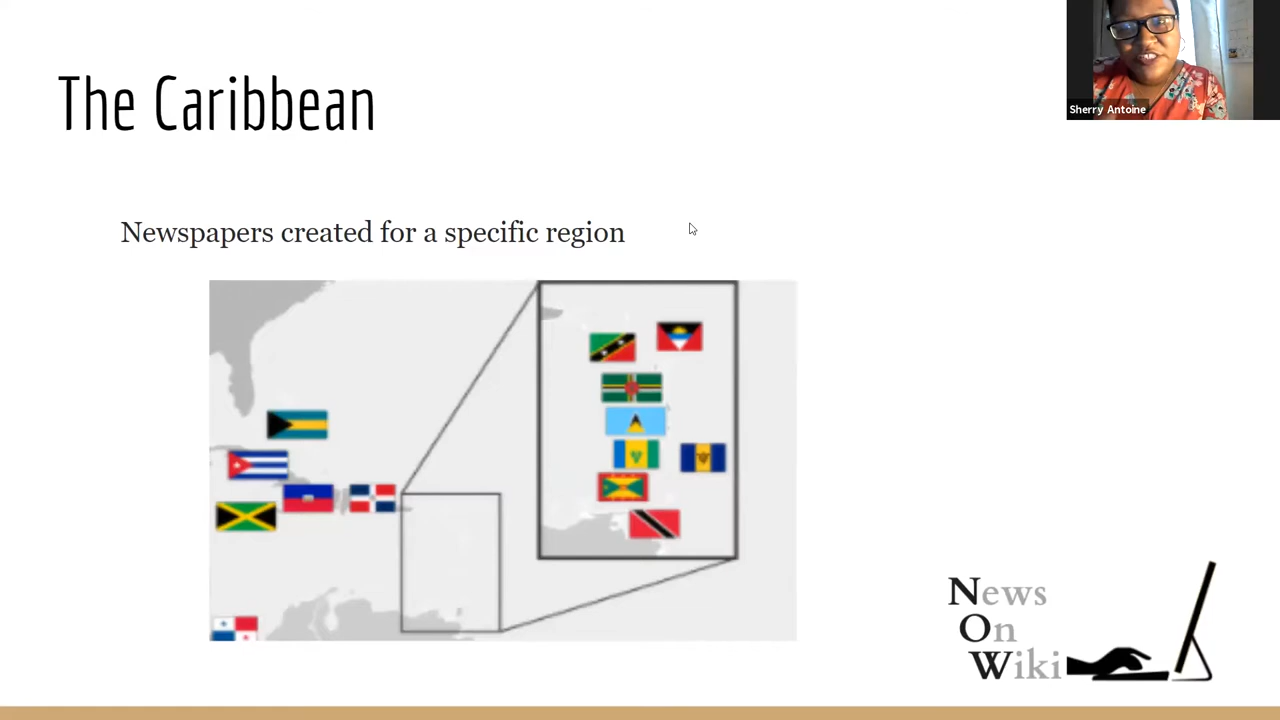 The Caribbean
Sherry Antoine
Newspapers created for a specific region
News
On
Wiki